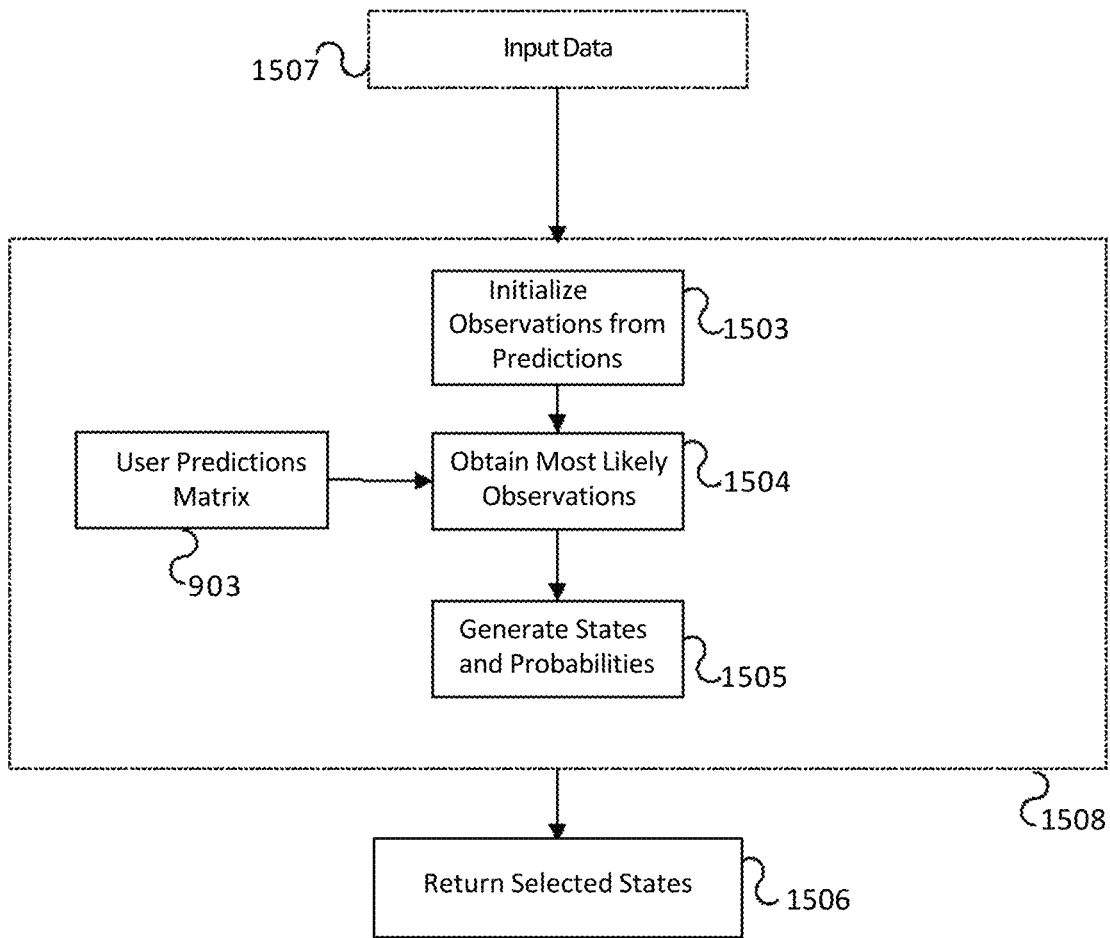 Input Data
1507
Initialize
Observations from
Predictions
1503
User Predictions
Matrix
903
Obtain Most Likely
Observations
1504
Generate States
and Probabilities
1505
1508
Return Selected States
1506